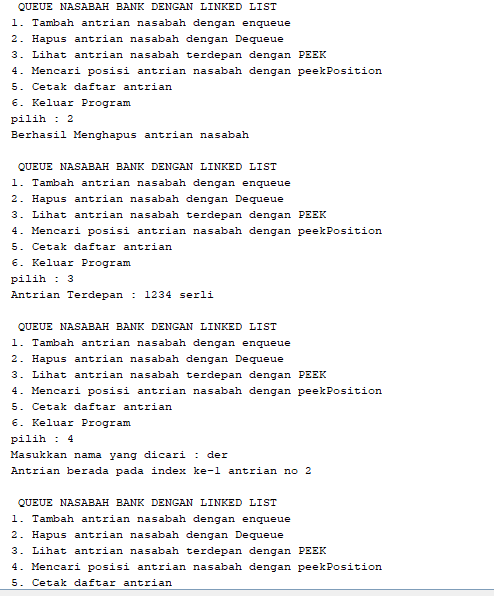 QUEUE NASABAH BANK DENGAN LINKED LIST
1. Tambah antrian nasabah dengan enqueue
2. Hapus antrian nasabah dengan Dequeue
3. Lihat antrian nasabah terdepan dengan PEEK
4. Mencari posisi antrian nasabah dengan peekPosition
5. Cetak daftar antrian
6. Keluar Program
pilih : 2
Berhasil Menghapus antrian nasabah
QUEUE NASABAH BANK DENGAN LINKED LIST
1. Tambah antrian nasabah dengan enqueue
2. Hapus antrian nasabah dengan Dequeue
3. Lihat antrian nasabah terdepan dengan PEEK
4. Mencari posisi antrian nasabah dengan peekPosition
5. Cetak daftar antrian
6. Keluar Program
pilih : 3
Antrian Terdepan : 1234 serli
QUEUE NASABAH BANK DENGAN LINKED LIST
1. Tambah antrian nasabah dengan enqueue
2. Hapus antrian nasabah dengan Dequeue
3. Lihat antrian nasabah terdepan dengan PEEK
4. Mencari posisi antrian nasabah dengan peekPosition
5. Cetak daftar antrian
6. Keluar Program
pilih : 4
Masukkan nama yang dicari : der
Antrian berada pada index ke-1 antrian no 2
QUEUE NASABAH BANK DENGAN LINKED LIST
1. Tambah antrian nasabah dengan enqueue
2. Hapus antrian nasabah dengan Dequeue
3. Lihat antrian nasabah terdepan dengan PEEK
4. Mencari posisi antrian nasabah dengan peekPosition
5. Cetak daftar antrian